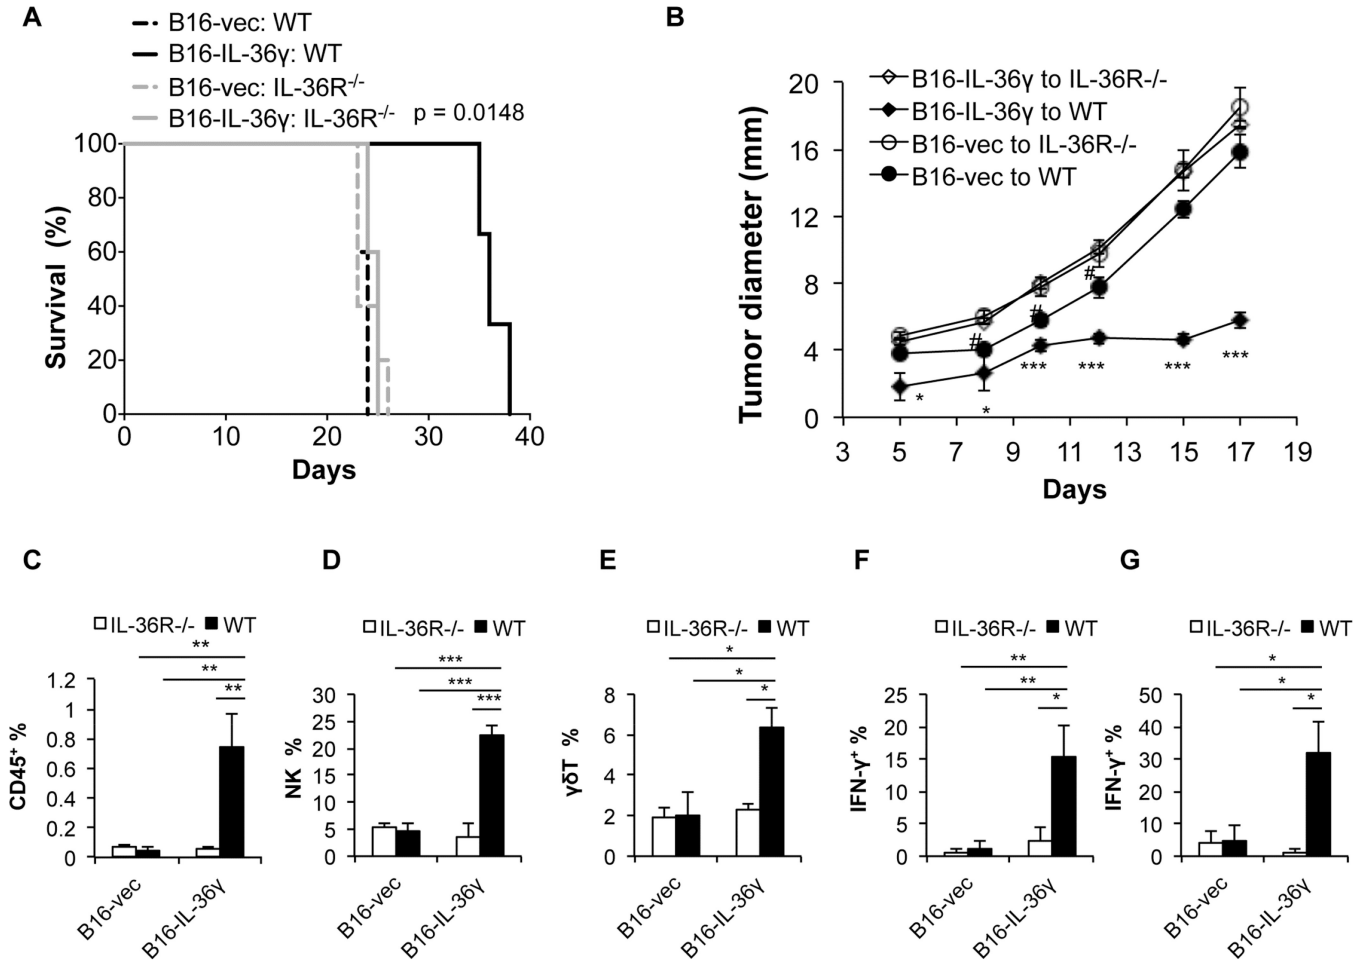 A
B16-vec: WT
B16-IL-36γ: WT
B16-vec: IL-36R-/-
B16-IL-36γ: IL-36R-/- p = 0.0148
100
80
60
40
20
0
Survival (%)
0 10 20 30 40
Days
B
B16-IL-36γ to IL-36R-/-
B16-IL-36γ to WT
B16-vec to IL-36R-/-
B16-vec to WT
20
16
12
8
4
0
Tumor diameter (mm)
# # #
* * *** *** *** ***
3 5 7 9 11 13 15 17 19
Days
C
IL-36R-/- WT
**
**
**
1.2
1
0.8
0.6
0.4
0.2
0
CD45+ %
B16-vec
B16-IL-36γ
D
IL-36R-/- WT
***
***
***
30
25
20
15
10
5
0
NK %
B16-vec
B16-IL-36γ
E
IL-36R-/- WT
*
*
*
8
6
4
2
0
γδT %
B16-vec
B16-IL-36γ
F
IL-36R-/- WT
**
**
*
25
20
15
10
5
0
IFN-γ+ %
B16-vec
B16-IL-36γ
G
IL-36R-/- WT
*
*
*
50
40
30
20
10
0
IFN-γ+ %
B16-vec
B16-IL-36γ